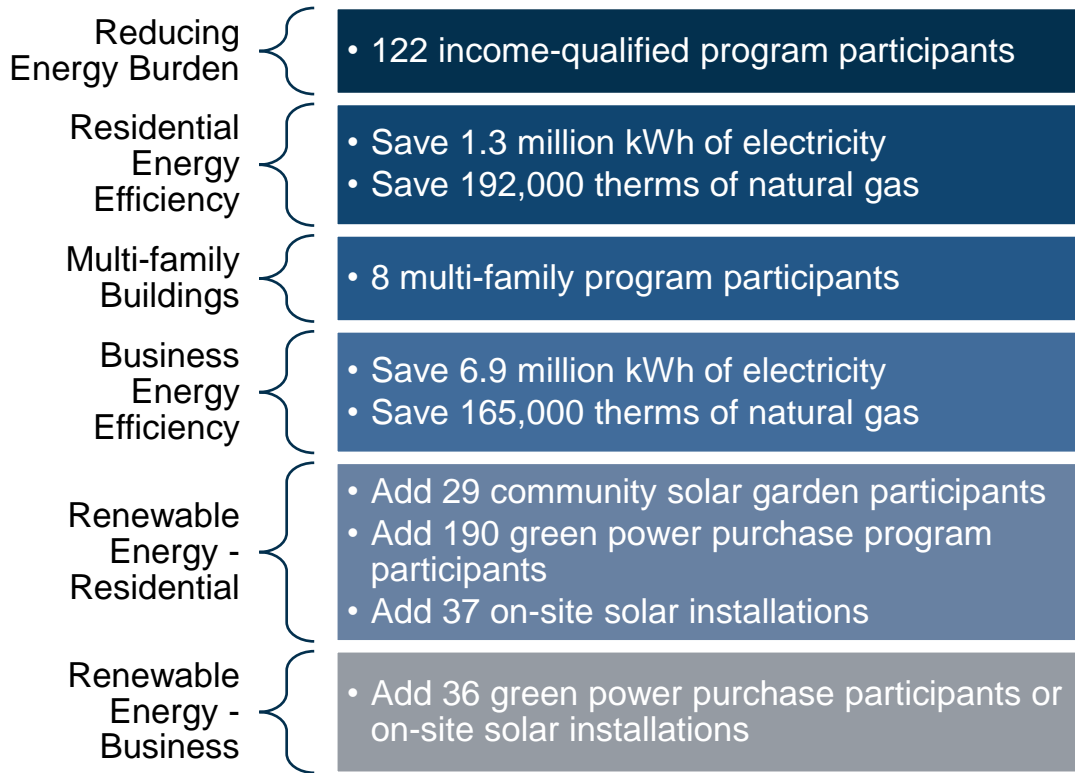 Reducing
Energy Burden
• 122 income-qualified program participants
Residential
Energy
Efficiency
• Save 1.3 million kWh of electricity
• Save 192,000 therms of natural gas
Multi-family
Buildings
• 8 multi-family program participants
Business
Energy
Efficiency
• Save 6.9 million kWh of electricity
• Save 165,000 therms of natural gas
Renewable
Energy -
Residential
• Add 29 community solar garden participants
• Add 190 green power purchase program
participants
• Add 37 on-site solar installations
Renewable
Energy -
Business
• Add 36 green power purchase participants or
on-site solar installations